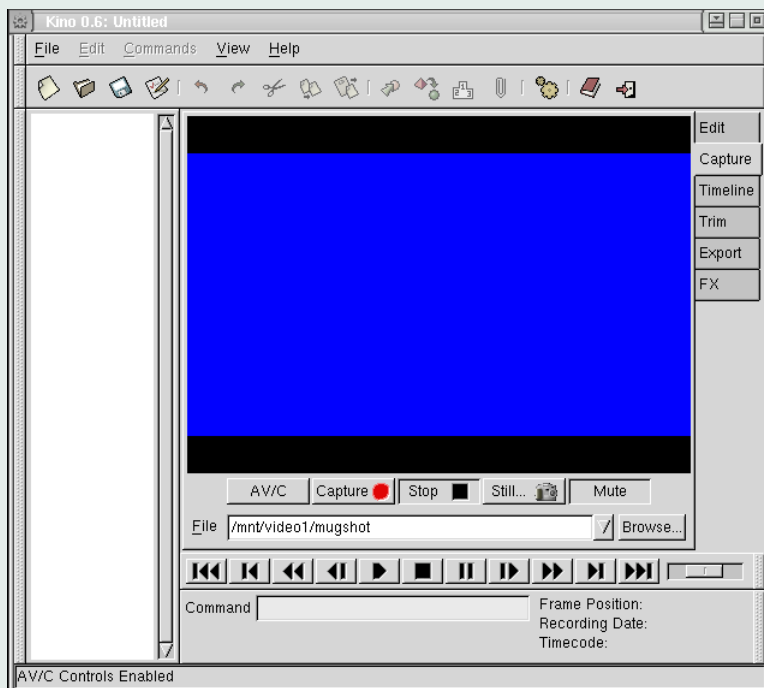 Kino 0.6: Untitled
File Edit Commands View Help
Edit
Capture
Timeline
Trim
Export
FX
AV/C Capture Stop Still... Mute
File /mnt/video1/mugshot Browse...
Command
Frame Position:
Recording Date:
Timecode:
AV/C Controls Enabled